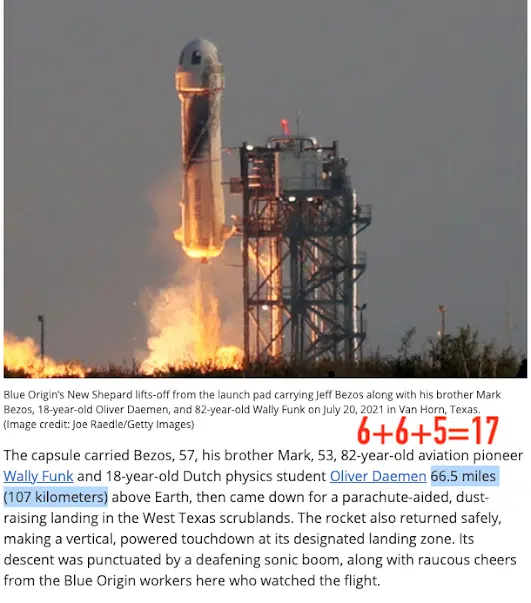 Blue Origin's New Shepard lifts-off from the launch pad carrying Jeff Bezos along with his brother Mark
Bezos, 18-year-old Oliver Daemen, and 82-year-old Wally Funk on July 20, 2021 in Van Horn, Texas.
(Image credit: Joe Raedle/Getty Images)
6+6+5=17
The capsule carried Bezos, 57, his brother Mark, 53, 82-year-old aviation pioneer
Wally Funk and 18-year-old Dutch physics student Oliver Daemen 66.5 miles
(107 kilometers) above Earth, then came down for a parachute-aided, dust-
raising landing in the West Texas scrublands. The rocket also returned safely,
making a vertical, powered touchdown at its designated landing zone. Its
descent was punctuated by a deafening sonic boom, along with raucous cheers
from the Blue Origin workers here who watched the flight.